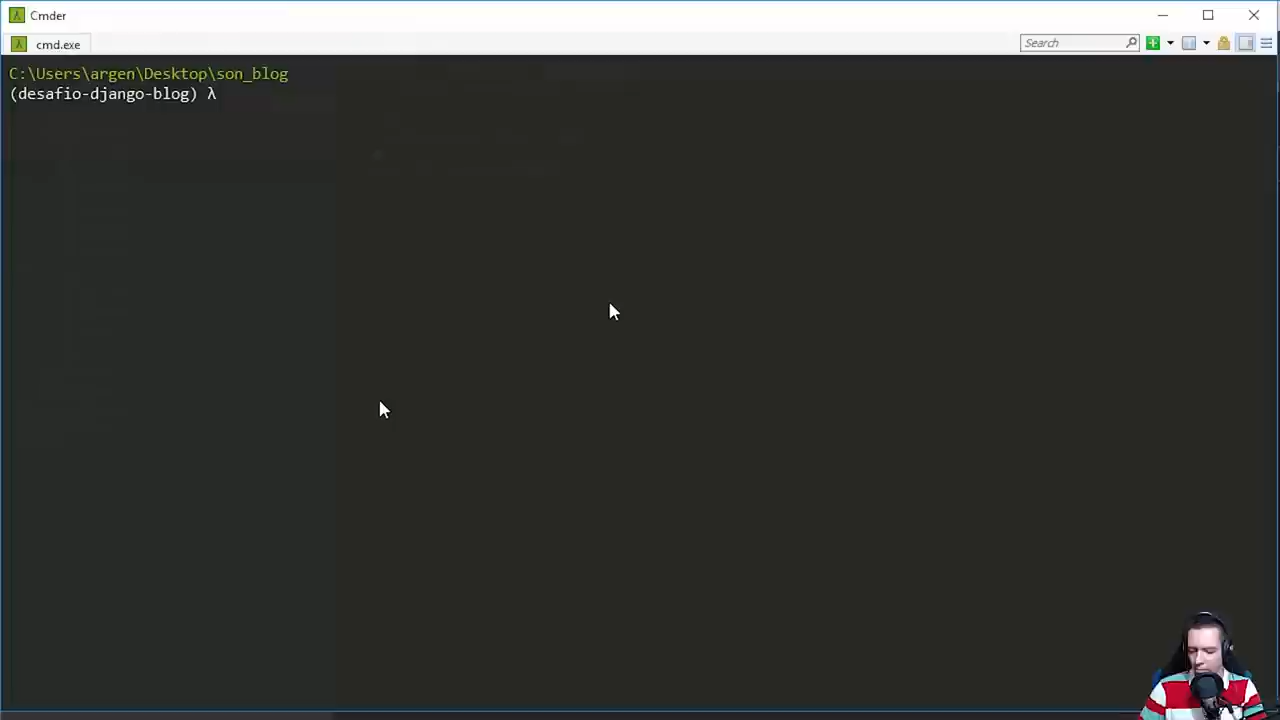 Cmder
cmd.exe
Search
C:\Users\argen\Desktop\son_blog
(desafio-django-blog) λ